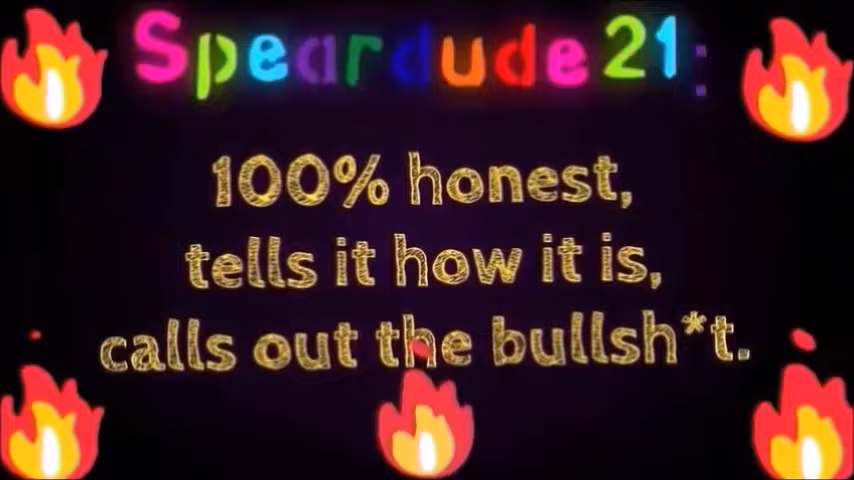 Speardude21:
100% honest,
tells it how it is,
calls out the bullsh*t.